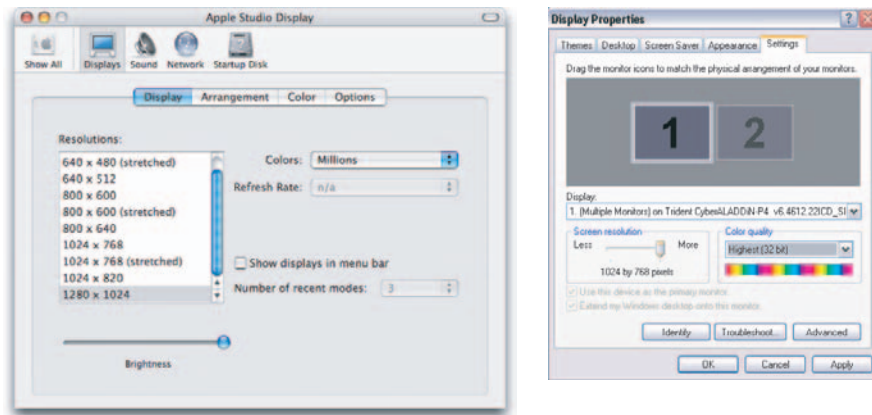 Apple Studio Display
Show All Displays Sound Network Startup Disk
Display Arrangement Color Options
Resolutions:
640 x 480 (stretched)
640 x 512
800 x 600
800 x 600 (stretched)
800 x 640
1024 x 768
1024 x 768 (stretched)
1024 x 820
1280 x 1024
Colors: Millions
Refresh Rate: n/a
Show displays in menu bar
Number of recent modes: 3
Brightness
Display Properties
Themes Desktop Screen Saver Appearance Settings
Drag the monitor icons to match the physical arrangement of your monitors.
1 2
Display:
1. (Multiple Monitors) on Trident CyberALADDiN-P4 v6.4612.22ICD_SI
Screen resolution
Less More
1024 by 768 pixels
Color quality
Highest (32 bit)
Use this device as the primary monitor.
Extend my Windows desktop onto this monitor.
Identify Troubleshoot... Advanced
OK Cancel Apply